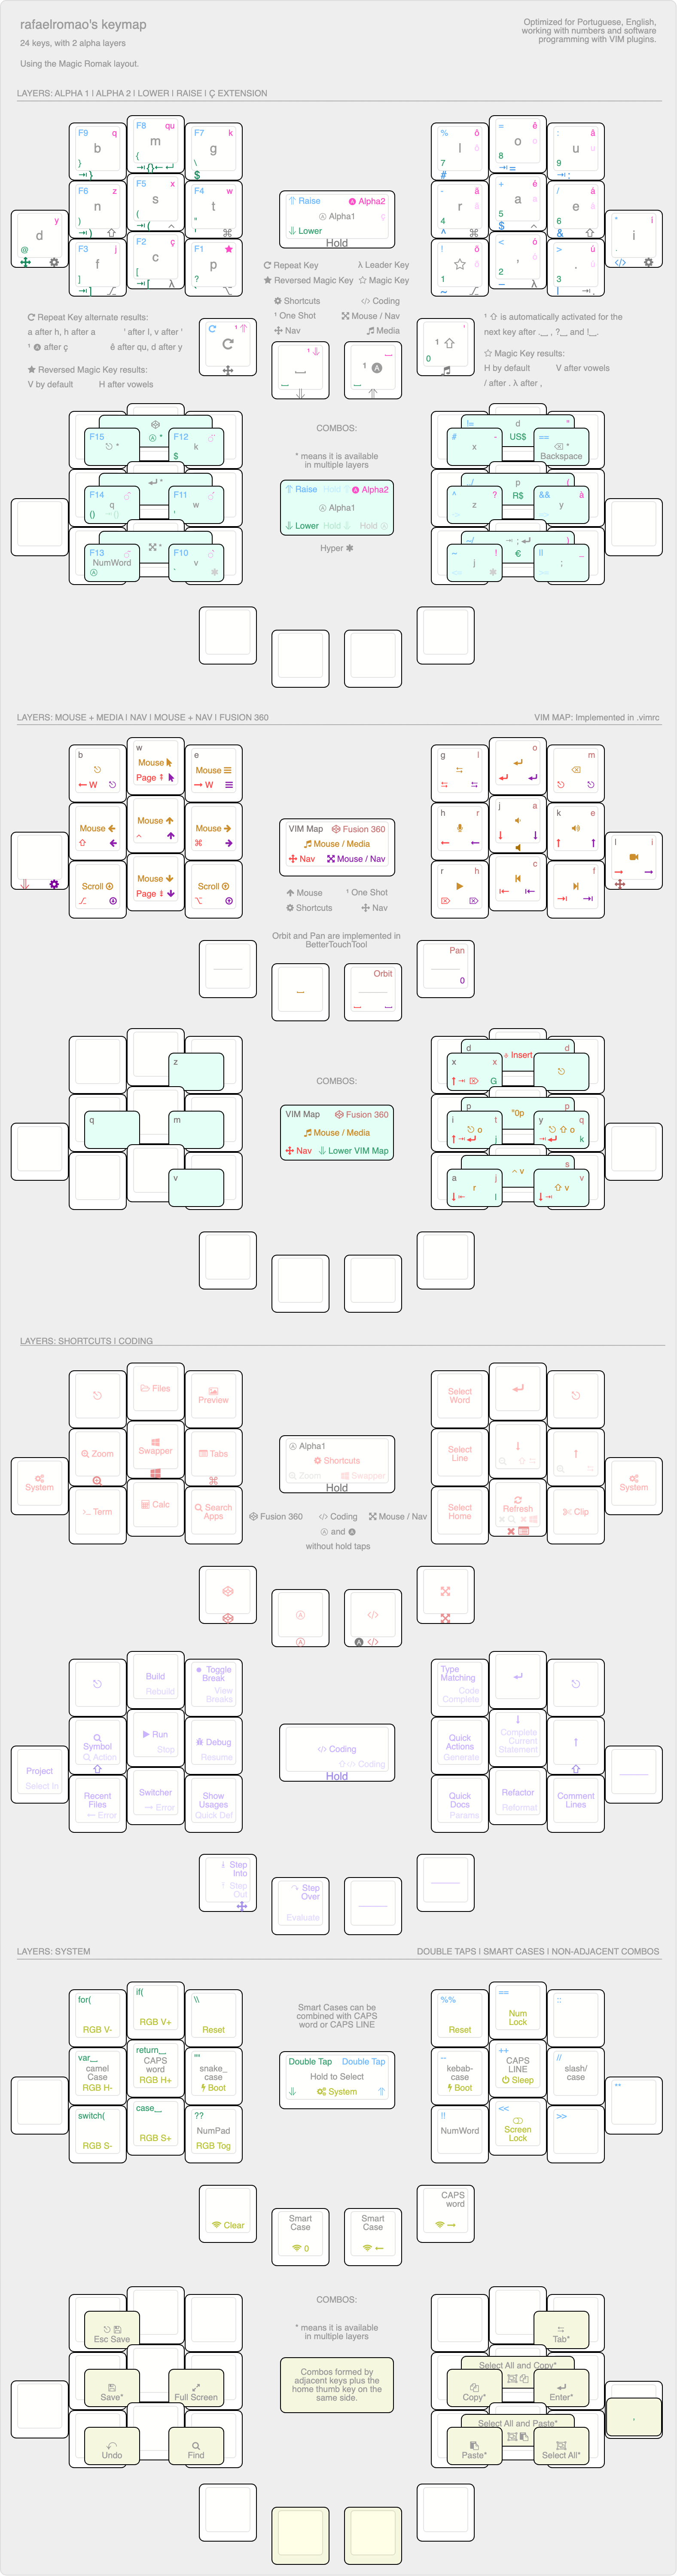 rafaelromao's keymap
24 keys, with 2 alpha layers
Using the Magic Romak layout.
Optimized for Portuguese, English,
working with numbers and software
programming with VIM plugins.
LAYERS: ALPHA 1 | ALPHA 2 | LOWER | RAISE | Ç EXTENSION
F9 q
b
}
F8 qu
m
{
F7 k
g
\
$
% ô
l
7
#
= ê
o
8
: â
u
9
F6 z
n
)
F5 x
s
(
F4 w
t
"
'
Raise Alpha2
Alpha1 ç
Lower
Hold
- ã
r
4
^
+ é
a
5
$
/ á
e
6
&
y
d
@
F3 j
f
]
F2 ç
c
[
F1
p
?
` 
!
1
~
< ó
,
2
> ú
.
3
|
* i
i
.
Repeat Key λ Leader Key
Reversed Magic Key Magic Key
Shortcuts Coding
One Shot Mouse / Nav
Nav Media
Repeat Key alternate results:
a after h, h after a ' after l, v after '
after ç ê after qu, d after y
Reversed Magic Key results:
V by default H after vowels
is automatically activated for the
next key after .__ , ?__ and !__.
Magic Key results:
H by default V after vowels
/ after . λ after ,
0
COMBOS:
* means it is available
in multiple layers
F15
F12
k
$
F14
q
()
F11
w
'
F13
NumWord
F10
v
Raise Hold Alpha2
Alpha1
Lower Hold Hold
Hyper
# -
x
!= d "
US$
==
*
Backspace
^ ?
z
./ p (
R$
&& à
y
~ !
j
~/ )
€
|| _
;
LAYERS: MOUSE + MEDIA | NAV | MOUSE + NAV | FUSION 360
VIM MAP: Implemented in .vimrc
b
W
w
Mouse
Page
e
Mouse
W
g l
o
m
Mouse
Mouse
Mouse
VIM Map Fusion 360
Mouse / Media
Nav Mouse / Nav
h r
j a
k e
l i
Scroll
Mouse
Page
Scroll
Mouse One Shot
Shortcuts Nav
r h
c
f
Orbit and Pan are implemented in
BetterTouchTool
Orbit
Pan
0
COMBOS:
z
q
m
v
VIM Map Fusion 360
Mouse / Media
Nav Lower VIM Map
d d
Insert
x x
G
p p
"0p
i t
o
j
y q
o
k
s
v
a j
r
l
v
v
LAYERS: SHORTCUTS | CODING
Files
Preview
Select
Word
Zoom
Swapper
Tabs
Alpha1
Shortcuts
Zoom Swapper
Hold
Select
Line
System
Term
Calc
Search
Apps
Select
Home
Refresh
Clip
System
Fusion 360 Coding Mouse / Nav
and
without hold taps
Build
Rebuild
Toggle
Break
View
Breaks
Type
Matching
Code
Complete
Symbol
Action
Run
Stop
Debug
Resume
Coding
Coding
Hold
Quick
Actions
Generate
Complete
Current
Statement
Project
Select In
Recent
Files
Error
Switcher
Error
Show
Usages
Quick Def
Quick
Docs
Params
Refactor
Reformat
Comment
Lines
Step
Into
Step
Out
Step
Over
Evaluate
LAYERS: SYSTEM
DOUBLE TAPS | SMART CASES | NON-ADJACENT COMBOS
for(
RGB V-
if(
RGB V+
\\
Reset
Smart Cases can be
combined with CAPS
word or CAPS LINE
%%
Reset
==
Num
Lock
::
var__
camel
Case
RGB H-
return__
CAPS
word
RGB H+
""
snake_
case
Boot
Double Tap Double Tap
Hold to Select
System
--
kebab-
case
Boot
++
CAPS
LINE
Sleep
//
slash/
case
**
switch(
RGB S-
case__
RGB S+
??
NumPad
RGB Tog
!!
NumWord
<<
Screen
Lock
>>
Clear
Smart
Case
0
Smart
Case
CAPS
word
COMBOS:
* means it is available
in multiple layers
Esc Save
Save*
Full Screen
Undo
Find
Combos formed by
adjacent keys plus the
home thumb key on the
same side.
Tab*
Select All and Copy*
Copy*
Enter*
Select All and Paste*
Paste*
Select All*
,